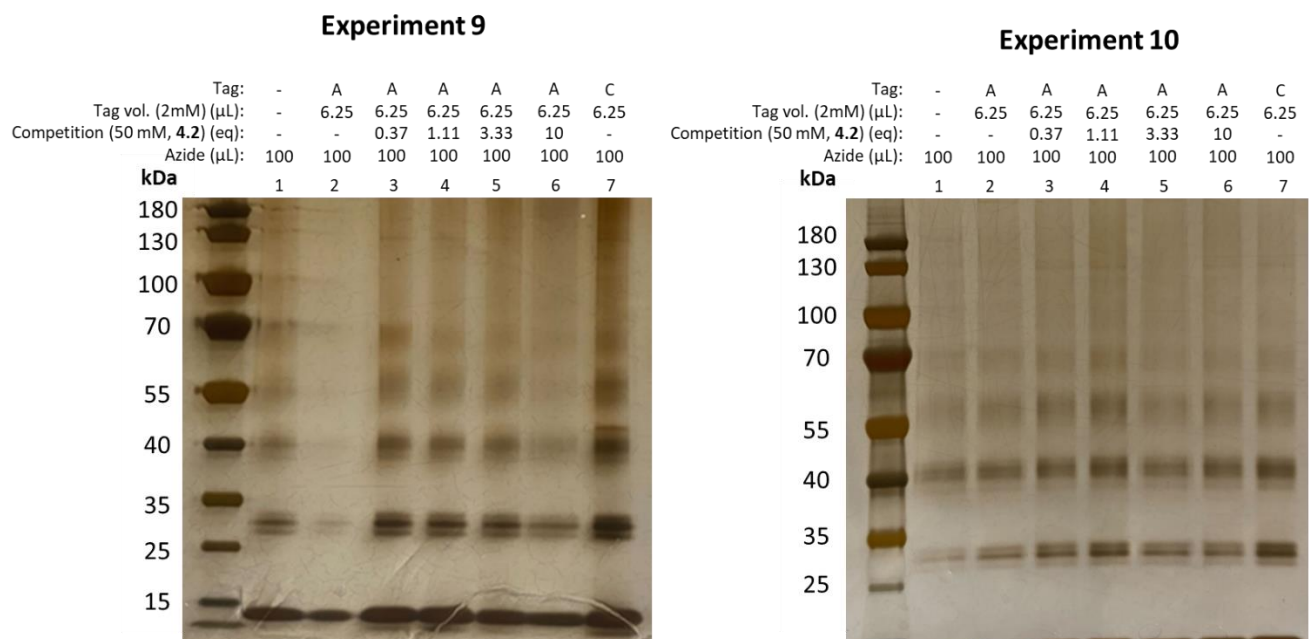 Experiment 9
Tag: - A A A A A C
Tag vol. (2mM) (µL): - 6.25 6.25 6.25 6.25 6.25 6.25
Competition (50 mM, 4.2) (eq): - - 0.37 1.11 3.33 10 -
Azide (µL): 100 100 100 100 100 100 100
kDa 1 2 3 4 5 6 7
180
130
100
70
55
40
35
25
15
Experiment 10
Tag: - A A A A A C
Tag vol. (2mM) (µL): - 6.25 6.25 6.25 6.25 6.25 6.25
Competition (50 mM, 4.2) (eq): - - 0.37 1.11 3.33 10 -
Azide (µL): 100 100 100 100 100 100 100
kDa 1 2 3 4 5 6 7
180
130
100
70
55
40
35
25